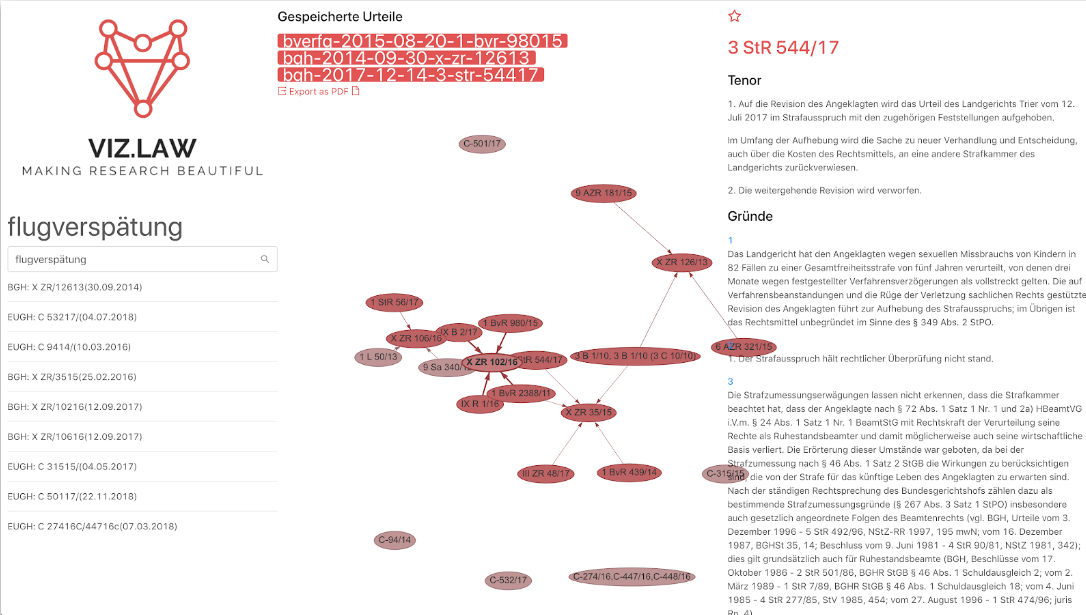 VIZ.LAW
MAKING RESEARCH BEAUTIFUL
flugverspätung
flugverspätung
BGH: X ZR/12613(30.09.2014)
EUGH: C 53217/(04.07.2018)
EUGH: C 9414/(10.03.2016)
BGH: X ZR/3515(25.02.2016)
BGH: X ZR/10216(12.09.2017)
BGH: X ZR/10616(12.09.2017)
EUGH: C 31515/(04.05.2017)
EUGH: C 50117/(22.11.2018)
EUGH: C 27416C/44716c(07.03.2018)
Gespeicherte Urteile
bverfg-2015-08-20-1-bvr-98015
bgh-2014-09-30-x-zr-12613
bgh-2017-12-14-3-str-54417
Export as PDF
C-501/17
9 AZR 181/15
X ZR 126/13
1 StR 56/17
X ZR 106/16
IX B 2/17
1 BvR 980/15
1 L 50/13
9 Sa 340/
X ZR 102/16
StR 544/17
3 B 1/10, 3 B 1/10 (3 C 10/10)
6 AZR 321/15
IX R 1/16
1 BvR 2388/11
X ZR 35/15
III ZR 48/17
1 BvR 439/14
C-315/15
C-94/14
C-532/17
C-274/16,C-447/16,C-448/16
3 StR 544/17
Tenor
1. Auf die Revision des Angeklagten wird das Urteil des Landgerichts Trier vom 12.
Juli 2017 im Strafausspruch mit den zugehörigen Feststellungen aufgehoben.
Im Umfang der Aufhebung wird die Sache zu neuer Verhandlung und Entscheidung,
auch über die Kosten des Rechtsmittels, an eine andere Strafkammer des
Landgerichts zurückverwiesen.
2. Die weitergehende Revision wird verworfen.
Gründe
1
Das Landgericht hat den Angeklagten wegen sexuellen Missbrauchs von Kindern in
82 Fällen zu einer Gesamtfreiheitsstrafe von fünf Jahren verurteilt, von denen drei
Monate wegen festgestellter Verfahrensverzögerungen als vollstreckt gelten. Die auf
Verfahrensbeanstandungen und die Rüge der Verletzung sachlichen Rechts gestützte
Revision des Angeklagten führt zur Aufhebung des Strafausspruchs; im Übrigen ist
das Rechtsmittel unbegründet im Sinne des § 349 Abs. 2 StPO.
1. Der Strafausspruch hält rechtlicher Überprüfung nicht stand.
3
Die Strafzumessungserwägungen lassen nicht erkennen, dass die Strafkammer
beachtet hat, dass der Angeklagte nach § 72 Abs. 1 Satz 1 Nr. 1 und 2a) HBeamtVG
i.V.m. § 24 Abs. 1 Satz 1 Nr. 1 BeamtStG mit Rechtskraft der Verurteilung seine
Rechte als Ruhestandsbeamter und damit möglicherweise auch seine wirtschaftliche
Basis verliert. Die Erörterung dieser Umstände war geboten, da bei der
Strafzumessung nach § 46 Abs. 1 Satz 2 StGB die Wirkungen zu berücksichtigen
sind, die von der Strafe für das künftige Leben des Angeklagten zu erwarten sind.
Nach der ständigen Rechtsprechung des Bundesgerichtshofs zählen dazu als
bestimmende Strafzumessungsgründe (§ 267 Abs. 3 Satz 1 StPO) insbesondere
auch gesetzlich angeordnete Folgen des Beamtenrechts (vgl. BGH, Urteile vom 3.
Dezember 1996 - 5 StR 492/96, NStZ-RR 1997, 195 mwN; vom 16. Dezember
1987, BGHSt 35, 14; Beschluss vom 9. Juni 1981 - 4 StR 90/81, NStZ 1981, 342);
dies gilt grundsätzlich auch für Ruhestandsbeamte (BGH, Beschlüsse vom 17.
Oktober 1986 - 2 StR 501/86, BGHR StGB § 46 Abs. 1 Schuldausgleich 2; vom 2.
März 1989 - 1 StR 7/89, BGHR StGB § 46 Abs. 1 Schuldausgleich 18; vom 4. Juni
1985 - 4 StR 277/85, StV 1985, 454; vom 27. August 1996 - 1 StR 474/96; juris
Rn. 4)